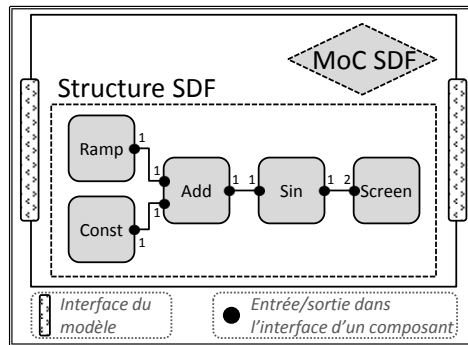 MoC SDF
Structure SDF
Ramp
1
1
Add
1
1
Sin
1
2
Screen
Const
1
1
Interface du
modèle
Entrée/sortie dans
l'interface d'un composant